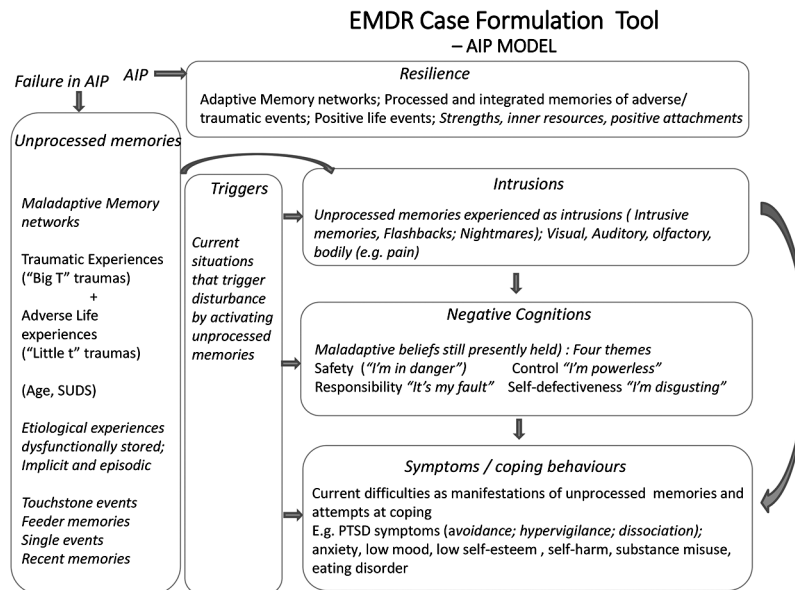 EMDR Case Formulation Tool
– AIP MODEL
Failure in AIP
AIP
Resilience
Adaptive Memory networks; Processed and integrated memories of adverse/
traumatic events; Positive life events; Strengths, inner resources, positive attachments
Unprocessed memories
Maladaptive Memory
networks
Traumatic Experiences
(“Big T” traumas)
+
Adverse Life
experiences
(“Little t” traumas)
(Age, SUDS)
Etiological experiences
dysfunctionally stored;
Implicit and episodic
Touchstone events
Feeder memories
Single events
Recent memories
Triggers
Current
situations
that trigger
disturbance
by activating
unprocessed
memories
Intrusions
Unprocessed memories experienced as intrusions ( Intrusive
memories, Flashbacks; Nightmares); Visual, Auditory, olfactory,
bodily (e.g. pain)
Negative Cognitions
Maladaptive beliefs still presently held) : Four themes
Safety (“I’m in danger”) Control “I’m powerless”
Responsibility “It’s my fault” Self-defectiveness “I’m disgusting”
Symptoms / coping behaviours
Current difficulties as manifestations of unprocessed memories and
attempts at coping
E.g. PTSD symptoms (avoidance; hypervigilance; dissociation);
anxiety, low mood, low self-esteem , self-harm, substance misuse,
eating disorder